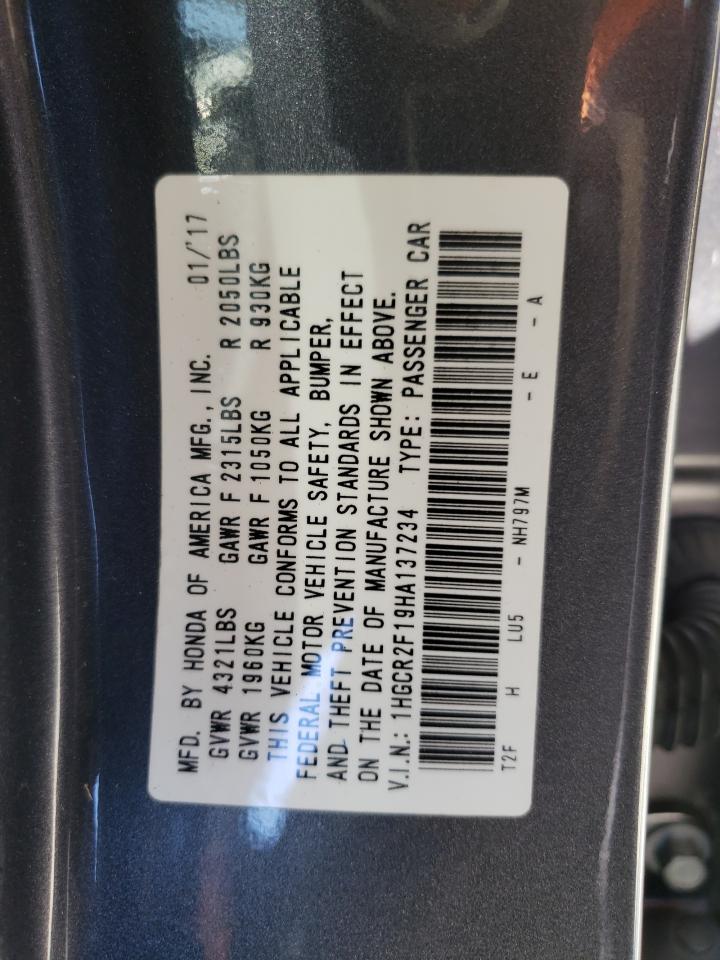 MFD. BY HONDA OF AMERICA MFG., INC. 01/'17
GVWR 4321LBS GAWR F 2315LBS R 2050LBS
GVWR 1960KG GAWR F 1050KG R 930KG
THIS VEHICLE CONFORMS TO ALL APPLICABLE
FEDERAL MOTOR VEHICLE SAFETY, BUMPER,
AND THEFT PREVENTION STANDARDS IN EFFECT
ON THE DATE OF MANUFACTURE SHOWN ABOVE.
V.I.N.: 1HGCR2F19HA137234 TYPE: PASSENGER CAR
T2F H LU5 - NH797M - E - A